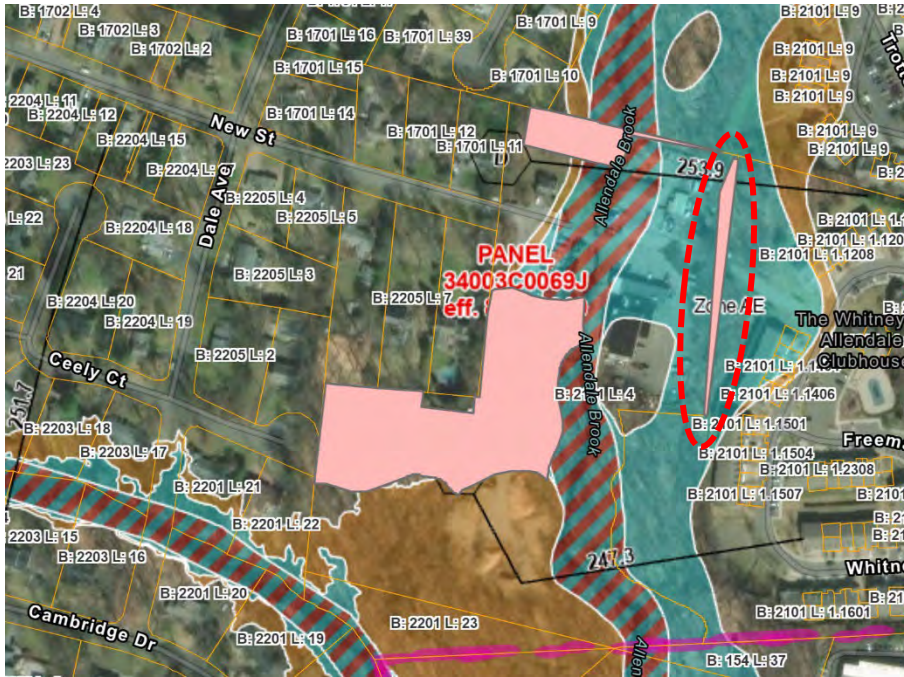 B: 1702 L: 4
B: 1702 L: 3
B: 1702 L: 2
B: 1701 L: 16
B: 1701 L: 39
B: 1701 L: 9
B: 2101 L: 9
B: 1701 L: 15
B: 1701 L: 10
B: 2101 L: 9
B: 2101 L: 9
2204 L: 11
B: 2204 L: 12
B: 1701 L: 14
B: 2204 L: 15
New St
B: 1701 L: 12
B: 1701 L: 11
B: 2101 L: 9
B: 2101 L: 9
2203 L: 23
B: 2204 L:
D
253.9
Allendale Brook
Dale Ave
B: 2205 L: 4
B: 2205 L: 5
L: 22
B: 2204 L: 18
B: 2101 L: 1.1208
PANEL
34003C0069J
eff.
B: 2205 L: 3
21
B: 2204 L: 20
B: 2205 L: 7
Zone AE
B: 2204 L: 19
The Whitney
Allendale
Clubhouse
B: 2205 L: 2
Allendale Brook
Ceely Ct
251.7
B: 2101 L: 4
B: 2101 L: 1.1406
B: 2203 L: 18
B: 2101 L: 1.1501
B: 2203 L: 17
B: 2101 L: 1.1504
B: 2101 L: 1.2308
B: 2201 L: 21
B: 2101 L: 1.1507
B: 2201 L: 22
2203 L: 15
B: 2203 L: 16
247.3
B: 2201 L: 20
B: 2101 L: 1.1601
Cambridge Dr
B: 2201 L: 19
B: 2201 L: 23
B: 154 L: 37